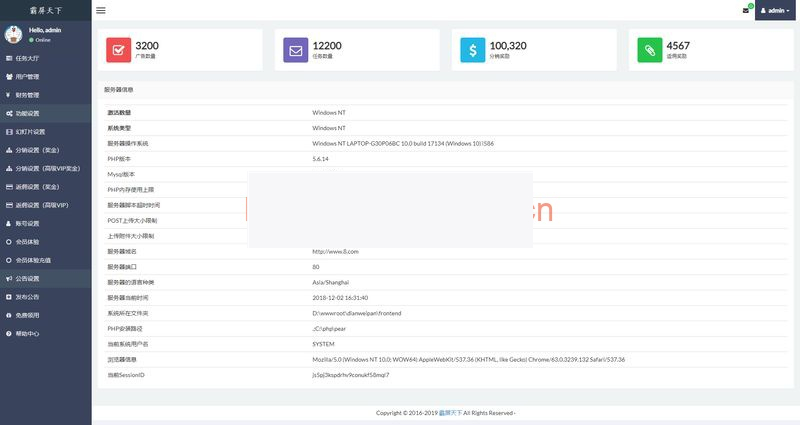 霸屏天下
admin
Hello, admin
Online
任务大厅
用户管理
财务管理
功能设置
幻灯片设置
分销设置（奖金）
分销设置（高级VIP奖金）
返佣设置（奖金）
返佣设置（高级VIP）
账号设置
会员体验
会员体验充值
公告设置
发布公告
免费领用
帮助中心
3200
广告数量
12200
任务数量
100,320
分销奖励
4567
返佣奖励
服务器信息
激活数量 Windows NT
系统类型 Windows NT
服务器操作系统 Windows NT LAPTOP-G30P06BC 10.0 build 17134 (Windows 10) i586
PHP版本 5.6.14
Mysql版本
PHP内存使用上限
服务器脚本超时时间
POST上传大小限制
上传附件大小限制
服务器域名 http://www.8.com
服务器端口 80
服务器的语言种类 Asia/Shanghai
服务器当前时间 2018-12-02 16:31:40
系统所在文件夹 D:\wwwroot\dianweipan\frontend
PHP安装路径 .;C:\php\pear
当前系统用户名 SYSTEM
浏览器信息 Mozilla/5.0 (Windows NT 10.0; WOW64) AppleWebKit/537.36 (KHTML, like Gecko) Chrome/63.0.3239.132 Safari/537.36
当前SessionID js5pj3kspdrhv9conukf58mql7
Copyright © 2016-2019 霸屏天下 All Rights Reserved ·